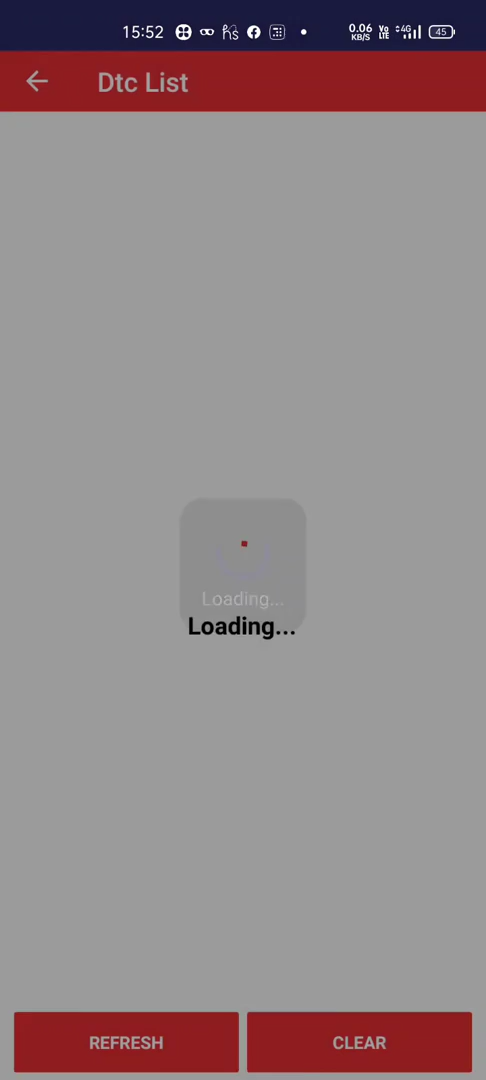 15:52
0.06 KB/S VO LTE 4G 45
Dtc List
Loading...
Loading...
REFRESH
CLEAR